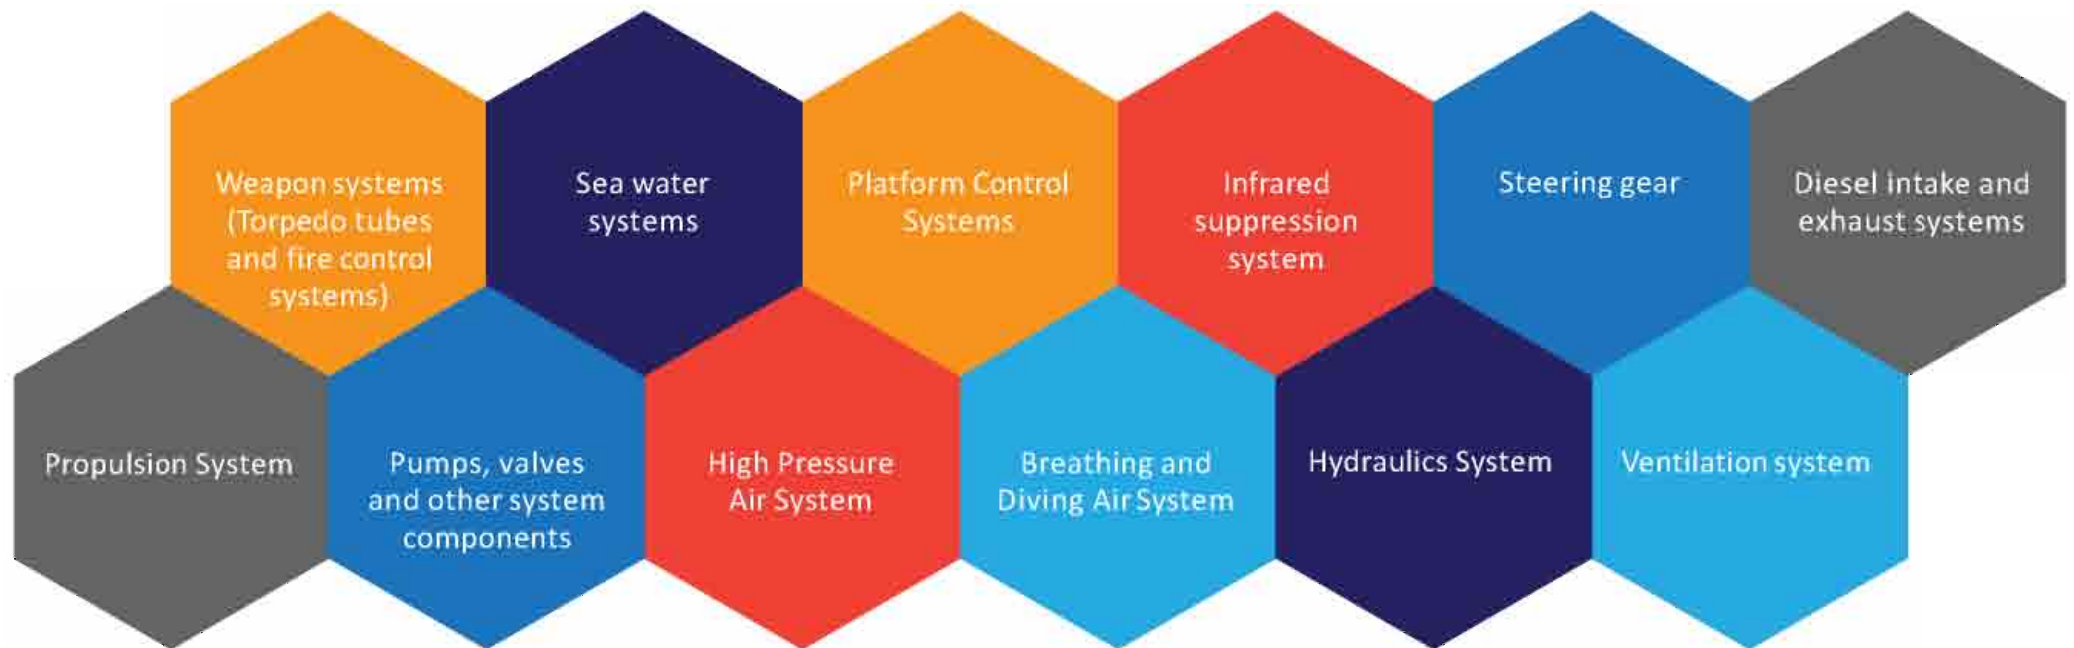 Weapon systems
(Torpedo tubes
and fire control
systems)
Sea water
systems
Platform Control
Systems
Infrared
suppression
system
Steering gear
Diesel intake and
exhaust systems
Propulsion System
Pumps, valves
and other system
components
High Pressure
Air System
Breathing and
Diving Air System
Hydraulics System
Ventilation system